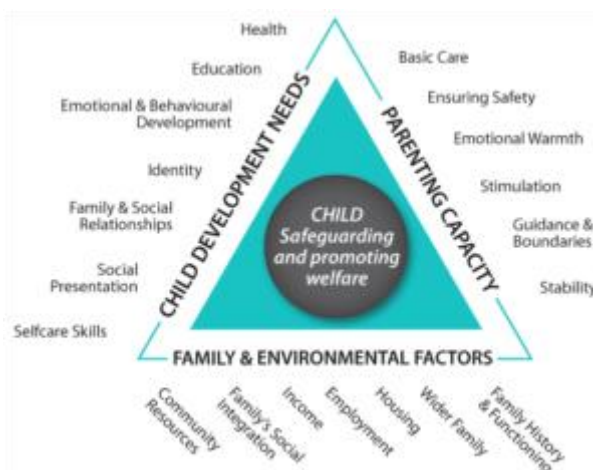 Health
Education
Emotional & Behavioural
Development
Identity
Family & Social
Relationships
Social
Presentation
Selfcare Skills
CHILD DEVELOPMENT NEEDS
Basic Care
Ensuring Safety
Emotional Warmth
Stimulation
Guidance &
Boundaries
Stability
PARENTING CAPACITY
CHILD
Safeguarding
and promoting
welfare
FAMILY & ENVIRONMENTAL FACTORS
Community
Resources
Family's Social
Integration
Income
Employment
Housing
Wider Family
Family History
& Functioning